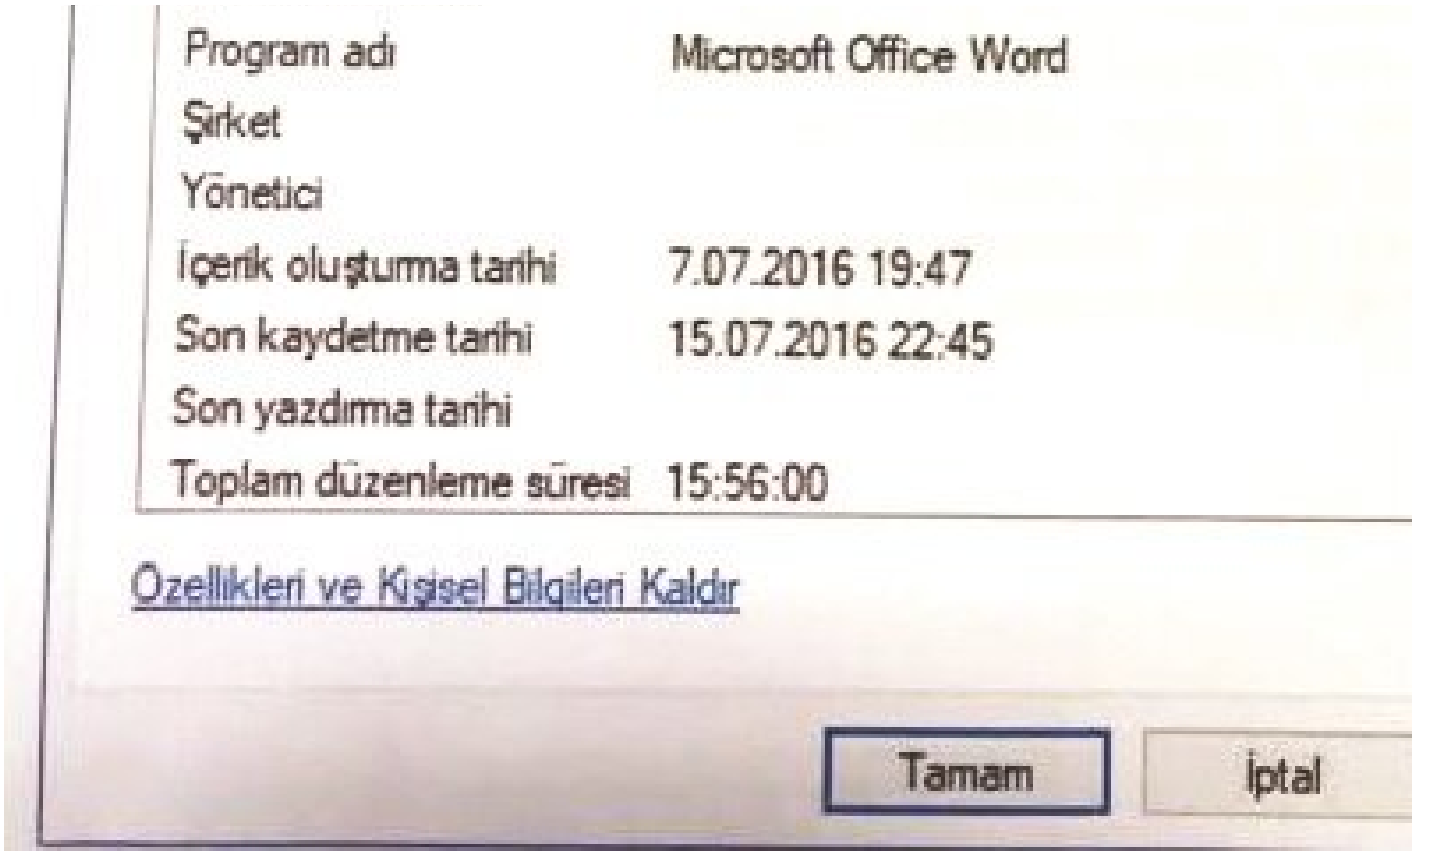 Program adı Microsoft Office Word
Şirket
Yönetici
İçerik oluşturma tarihi 7.07.2016 19:47
Son kaydetme tarihi 15.07.2016 22:45
Son yazdırma tarihi
Toplam düzenleme süresi 15:56:00
Özellikleri ve Kişisel Bilgileri Kaldır
Tamam İptal